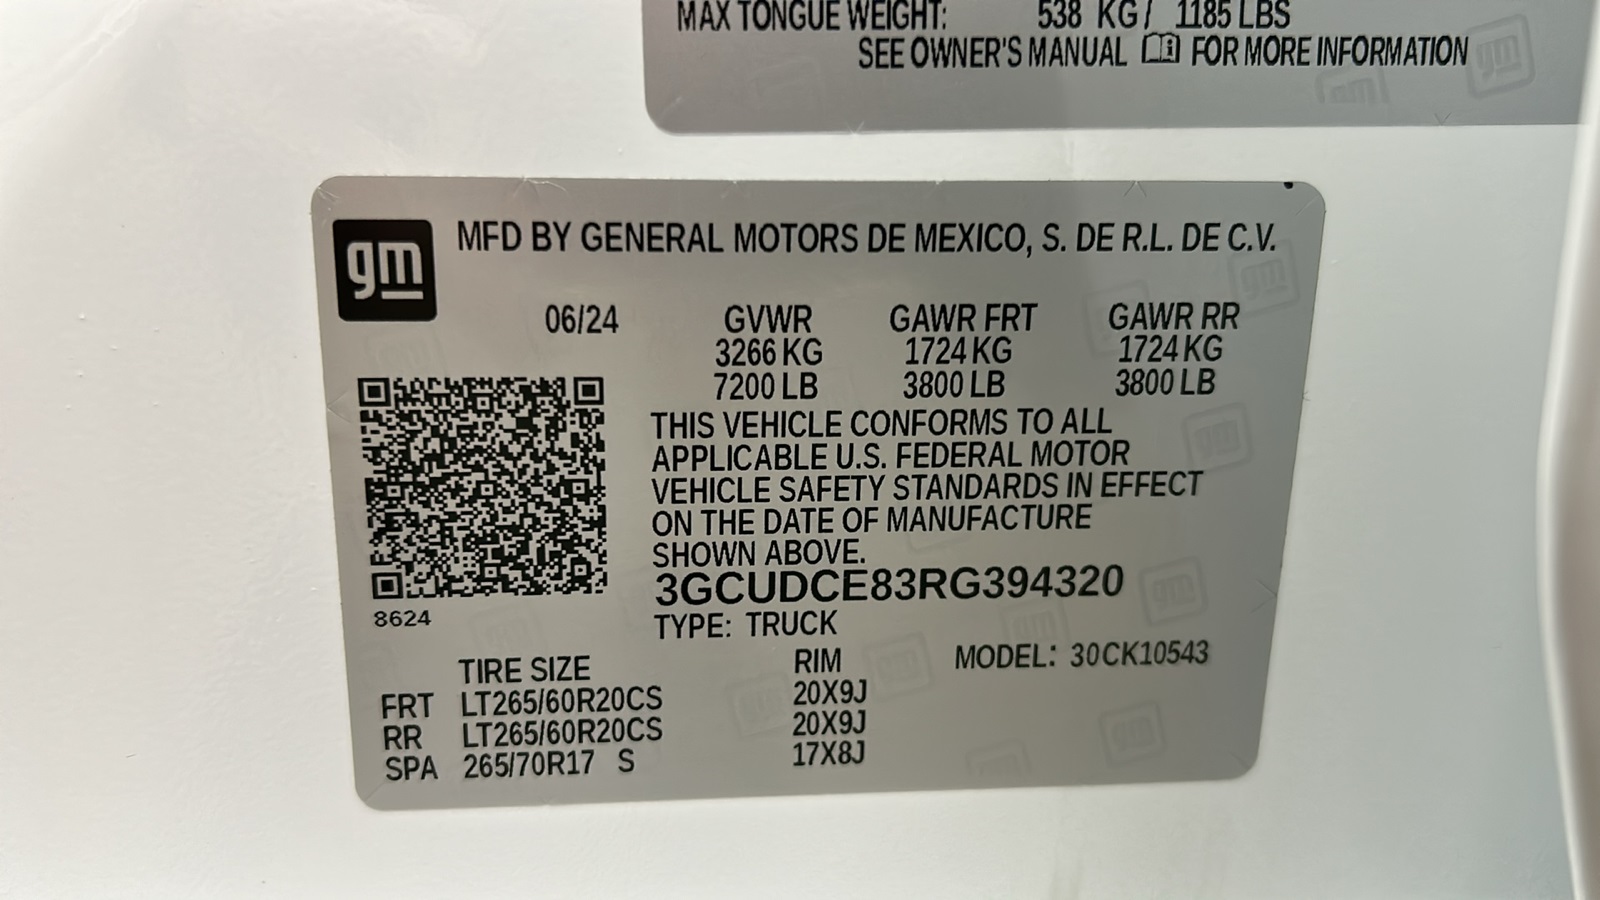 MAX TONGUE WEIGHT: 538 KG / 1185 LBS
SEE OWNER'S MANUAL FOR MORE INFORMATION
gm
MFD BY GENERAL MOTORS DE MEXICO, S. DE R.L. DE C.V.
06/24 GVWR GAWR FRT GAWR RR
3266 KG 1724 KG 1724 KG
7200 LB 3800 LB 3800 LB
THIS VEHICLE CONFORMS TO ALL
APPLICABLE U.S. FEDERAL MOTOR
VEHICLE SAFETY STANDARDS IN EFFECT
ON THE DATE OF MANUFACTURE
SHOWN ABOVE.
3GCUDCE83RG394320
8624
TYPE: TRUCK
TIRE SIZE RIM MODEL: 30CK10543
FRT LT265/60R20CS 20X9J
RR LT265/60R20CS 20X9J
SPA 265/70R17 S 17X8J